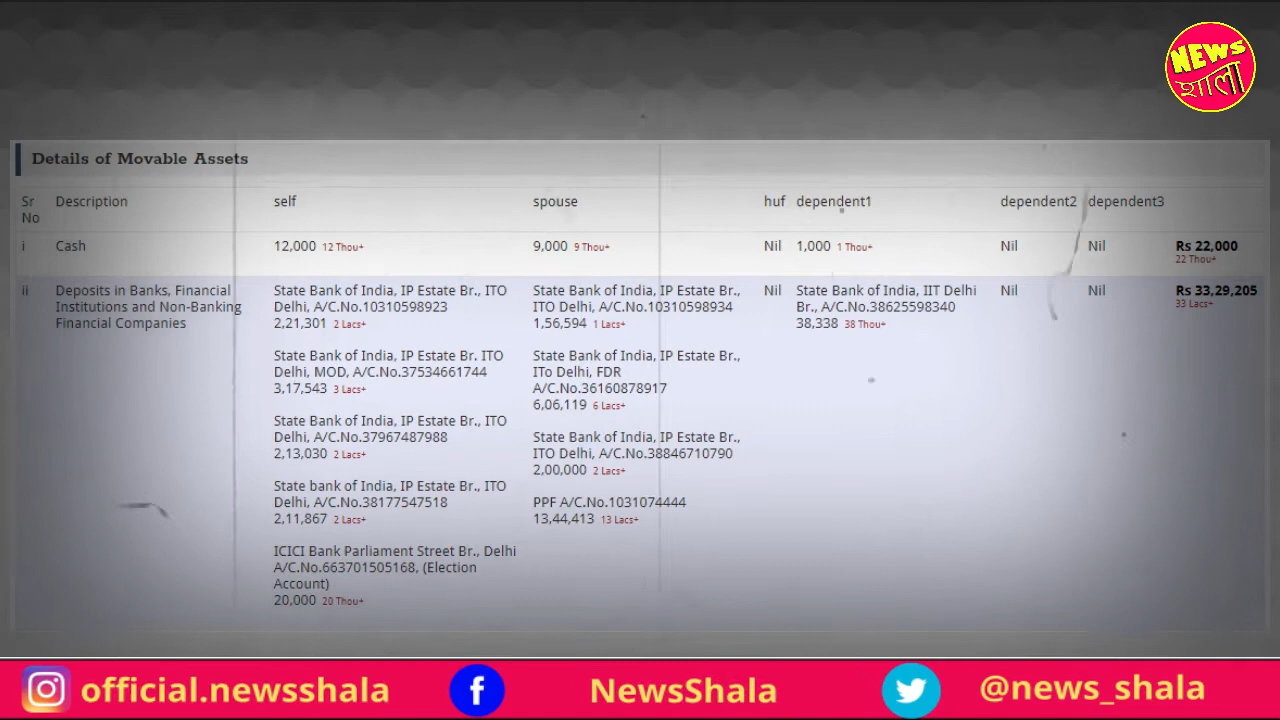 NEWS
शाला
Details of Movable Assets
Sr No Description self spouse huf dependent1 dependent2 dependent3
i Cash 12,000 12 Thou+ 9,000 9 Thou+ Nil 1,000 1 Thou+ Nil Nil Rs 22,000
22 Thou+
ii Deposits in Banks, Financial
Institutions and Non-Banking
Financial Companies
State Bank of India, IP Estate Br., ITO
Delhi, A/C.No.10310598923
2,21,301 2 Lacs+
State Bank of India, IP Estate Br. ITO
Delhi, MOD, A/C.No.37534661744
3,17,543 3 Lacs+
State Bank of India, IP Estate Br., ITO
Delhi, A/C.No.37967487988
2,13,030 2 Lacs+
State bank of India, IP Estate Br., ITO
Delhi, A/C.No.38177547518
2,11,867 2 Lacs+
ICICI Bank Parliament Street Br., Delhi
A/C.No.663701505168, (Election
Account)
20,000 20 Thou+
State Bank of India, IP Estate Br.,
ITO Delhi, A/C.No.10310598934
1,56,594 1 Lacs+
State Bank of India, IP Estate Br.,
ITo Delhi, FDR
A/C.No.36160878917
6,06,119 6 Lacs+
State Bank of India, IP Estate Br.,
ITO Delhi, A/C.No.38846710790
2,00,000 2 Lacs+
PPF A/C.No.1031074444
13,44,413 13 Lacs+
Nil
State Bank of India, IIT Delhi
Br., A/C.No.38625598340
38,338 38 Thou+
Nil
Nil
Rs 33,29,205
33 Lacs+
official.newsshala
NewsShala
@news_shala